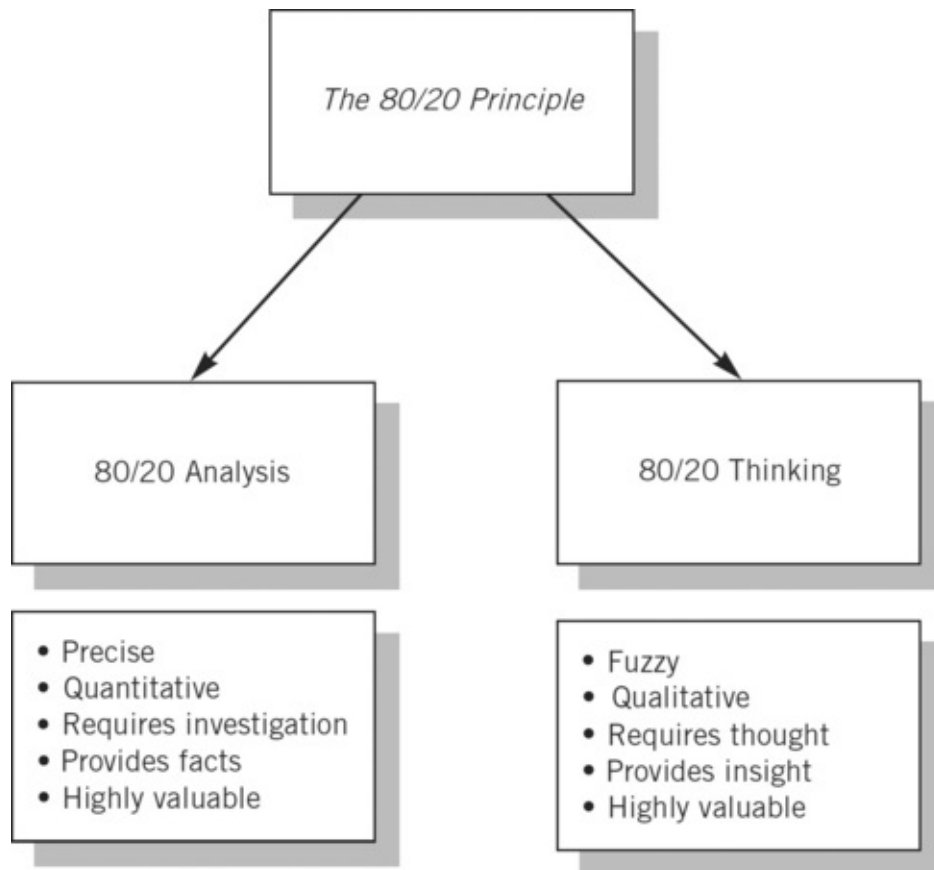 The 80/20 Principle
80/20 Analysis
80/20 Thinking
• Precise
• Quantitative
• Requires investigation
• Provides facts
• Highly valuable
• Fuzzy
• Qualitative
• Requires thought
• Provides insight
• Highly valuable